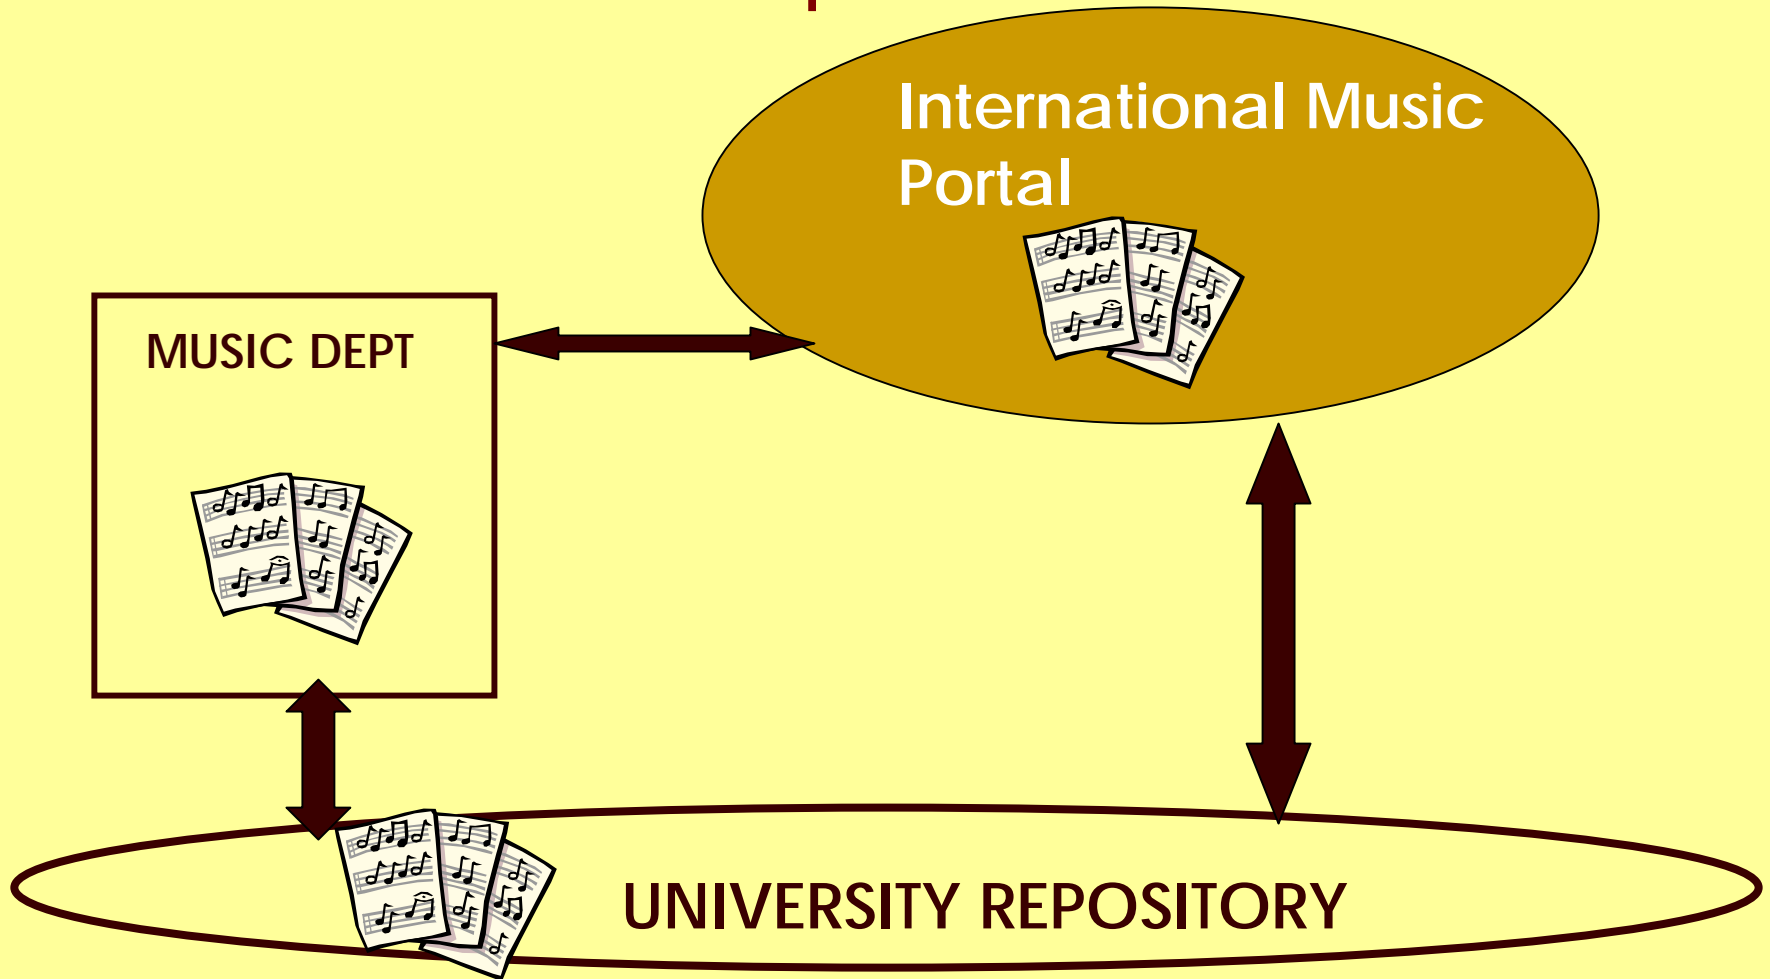 International Music
Portal
MUSIC DEPT
UNIVERSITY REPOSITORY